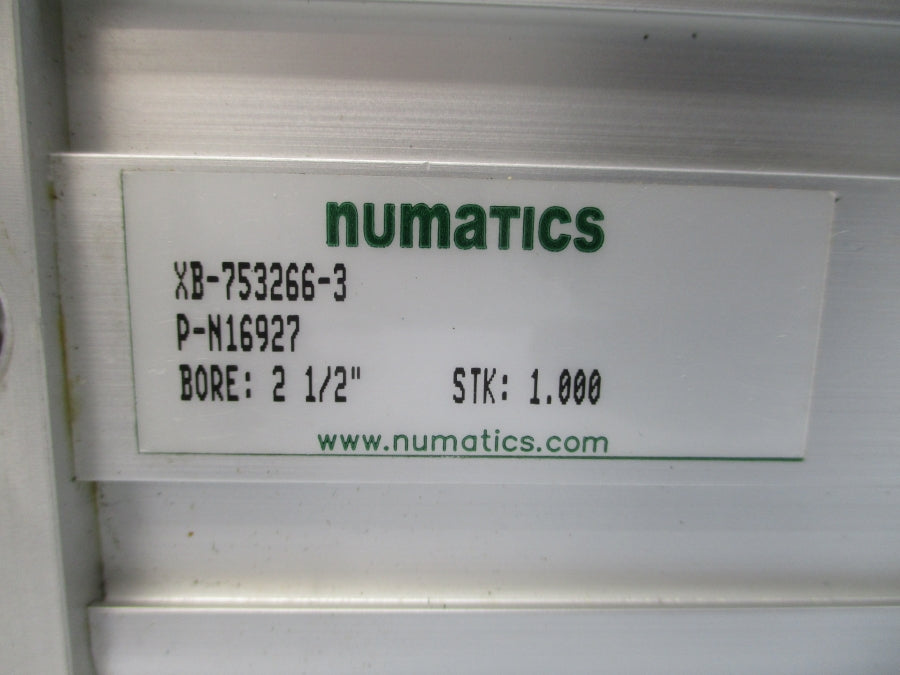 numatics
XB-753266-3
P-N16927
BORE: 2 1/2" STK: 1.000
www.numatics.com